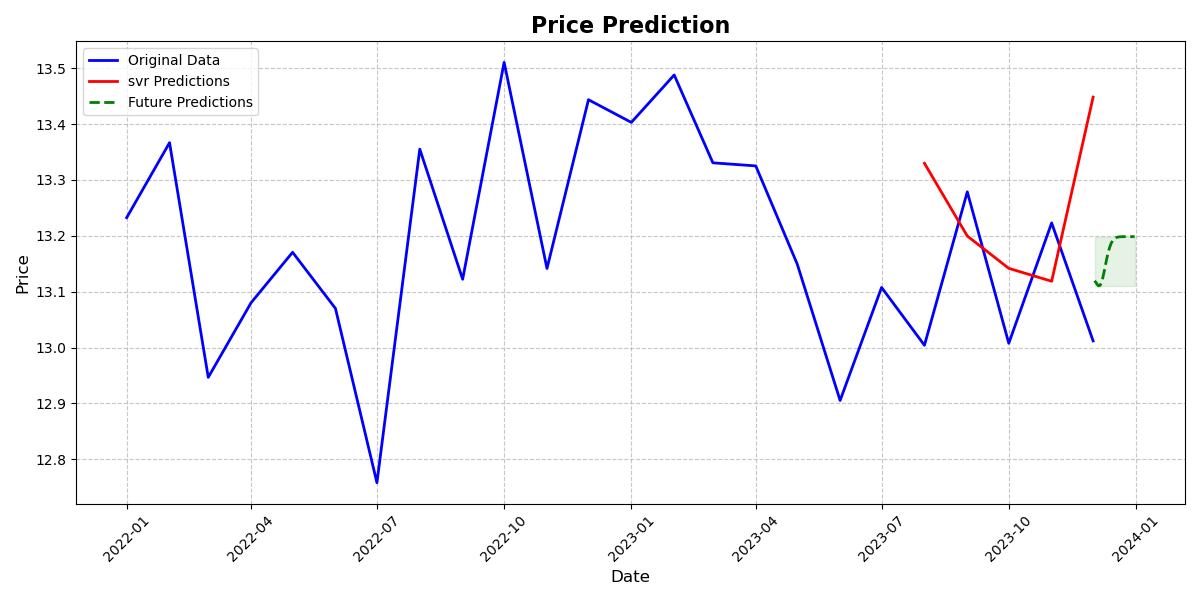 Price Prediction
Original Data
svr Predictions
Future Predictions
13.5
13.4
13.3
13.2
13.1
13.0
12.9
12.8
Price
2022-01
2022-04
2022-07
2022-10
2023-01
2023-04
2023-07
2023-10
2024-01
Date